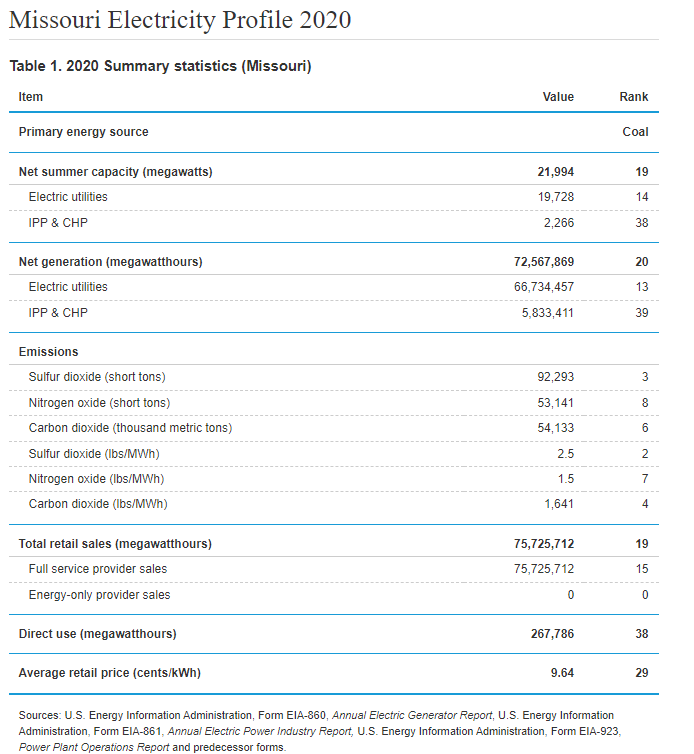 Missouri Electricity Profile 2020
Table 1. 2020 Summary statistics (Missouri)
Item Value Rank
Primary energy source Coal
Net summer capacity (megawatts) 21,994 19
Electric utilities 19,728 14
IPP & CHP 2,266 38
Net generation (megawatthours) 72,567,869 20
Electric utilities 66,734,457 13
IPP & CHP 5,833,411 39
Emissions
Sulfur dioxide (short tons) 92,293 3
Nitrogen oxide (short tons) 53,141 8
Carbon dioxide (thousand metric tons) 54,133 6
Sulfur dioxide (lbs/MWh) 2.5 2
Nitrogen oxide (lbs/MWh) 1.5 7
Carbon dioxide (lbs/MWh) 1,641 4
Total retail sales (megawatthours) 75,725,712 19
Full service provider sales 75,725,712 15
Energy-only provider sales 0 0
Direct use (megawatthours) 267,786 38
Average retail price (cents/kWh) 9.64 29
Sources: U.S. Energy Information Administration, Form EIA-860, Annual Electric Generator Report, U.S. Energy Information
Administration, Form EIA-861, Annual Electric Power Industry Report, U.S. Energy Information Administration, Form EIA-923,
Power Plant Operations Report and predecessor forms.